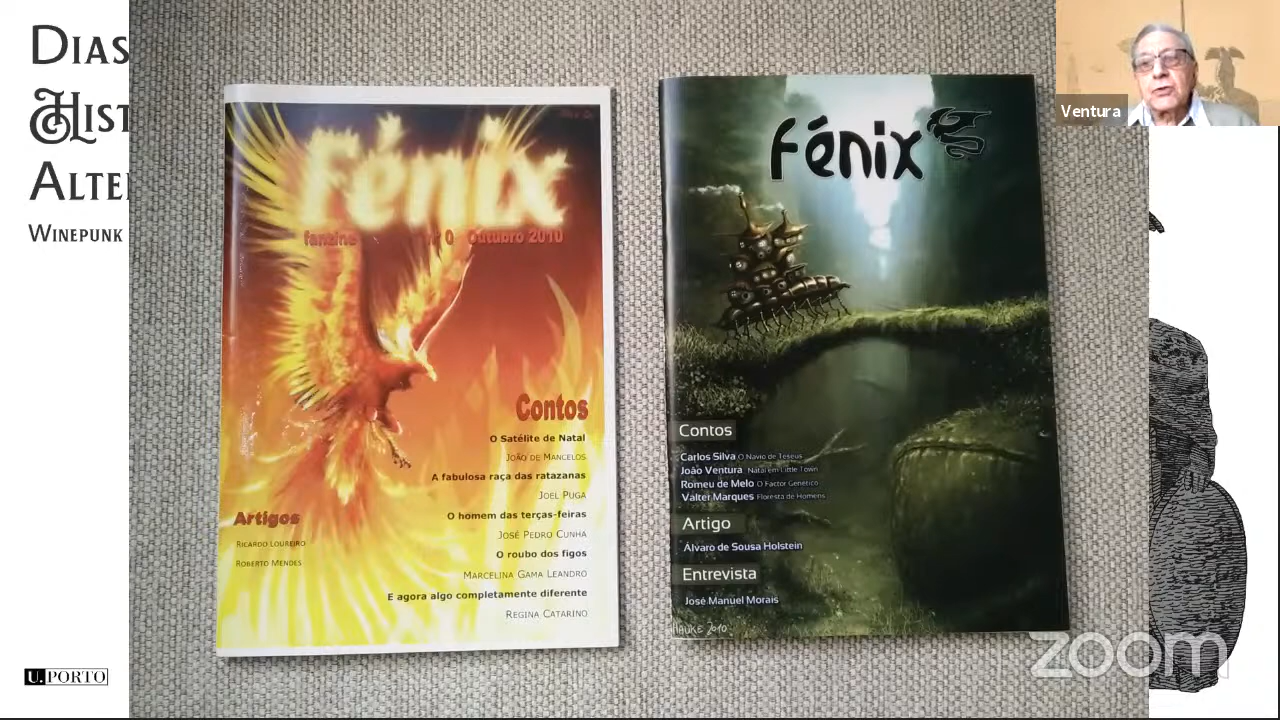 DIAS
& HIST
ALTE
WINEPUNK
U.PORTO
Fénix
fanzine nr 0 Outubro 2010
Contos
O Satélite de Natal
JOÃO DE MANCELOS
A fabulosa raça das ratazanas
JOEL PUGA
O homem das terças-feiras
JOSÉ PEDRO CUNHA
O roubo dos figos
MARCELINA GAMA LEANDRO
E agora algo completamente diferente
REGINA CATARINO
Artigos
RICARDO LOUREIRO
ROBERTO MENDES
fénix
Contos
Carlos Silva O Navio de Teseus
João Ventura Natal em Little Town
Romeu de Melo O Factor Genético
Valter Marques Floresta de Homens
Artigo
Álvaro de Sousa Holstein
Entrevista
José Manuel Morais
HAUKE 2010
Ventura
zoom